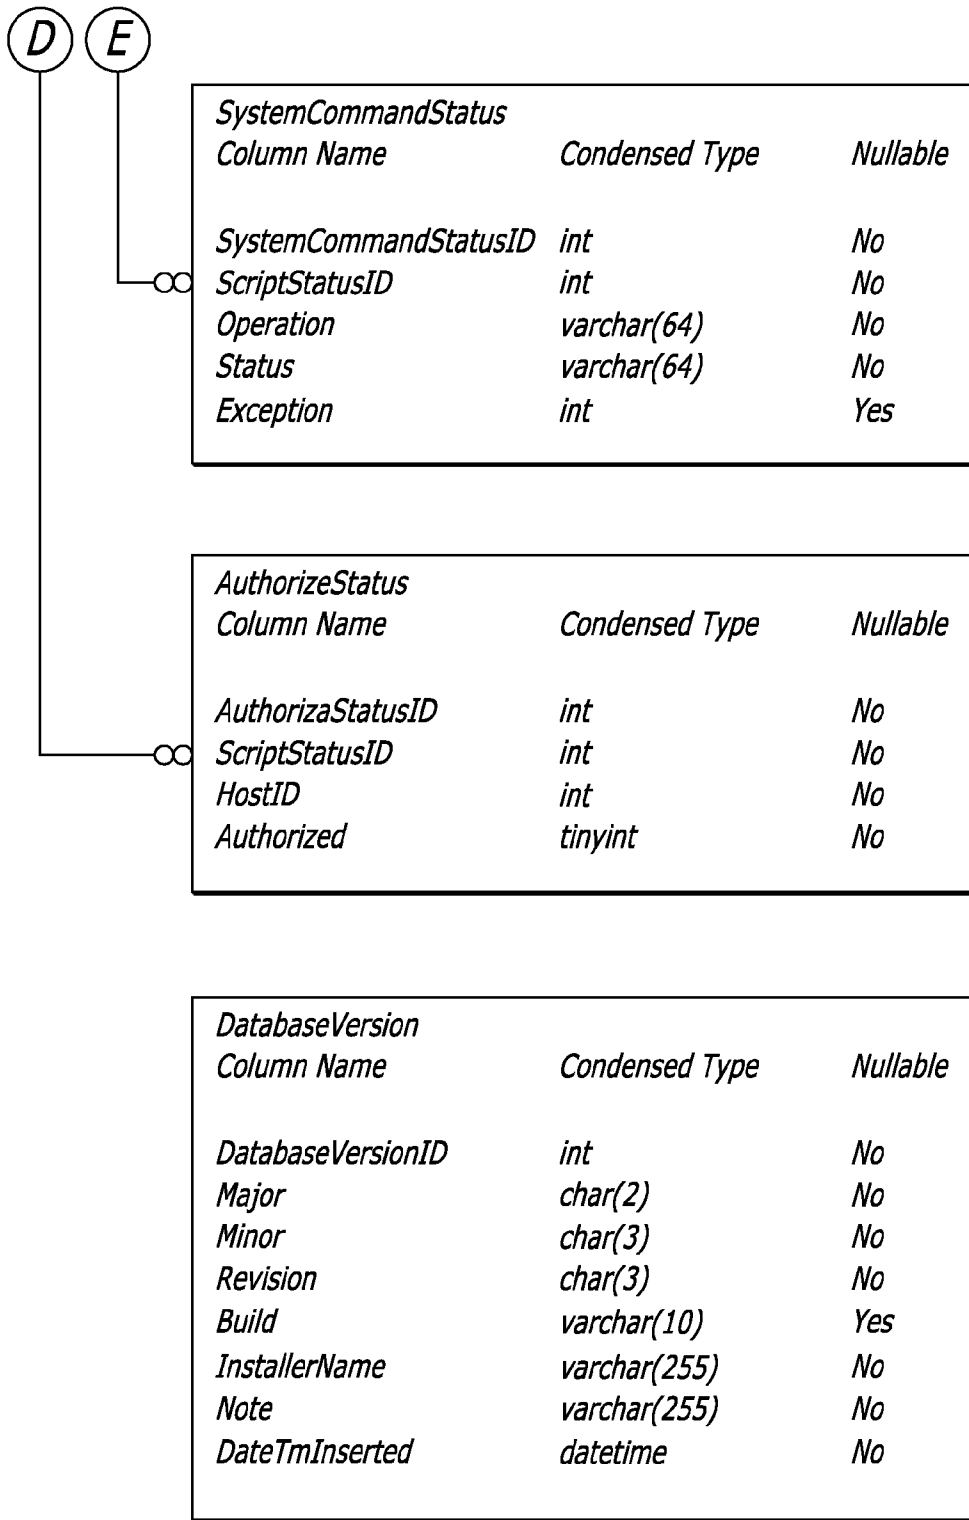 D E
SystemCommandStatus
Column Name Condensed Type Nullable
SystemCommandStatusID int No
ScriptStatusID int No
Operation varchar(64) No
Status varchar(64) No
Exception int Yes
AuthorizeStatus
Column Name Condensed Type Nullable
AuthorizaStatusID int No
ScriptStatusID int No
HostID int No
Authorized tinyint No
DatabaseVersion
Column Name Condensed Type Nullable
DatabaseVersionID int No
Major char(2) No
Minor char(3) No
Revision char(3) No
Build varchar(10) Yes
InstallerName varchar(255) No
Note varchar(255) No
DateTmInserted datetime No